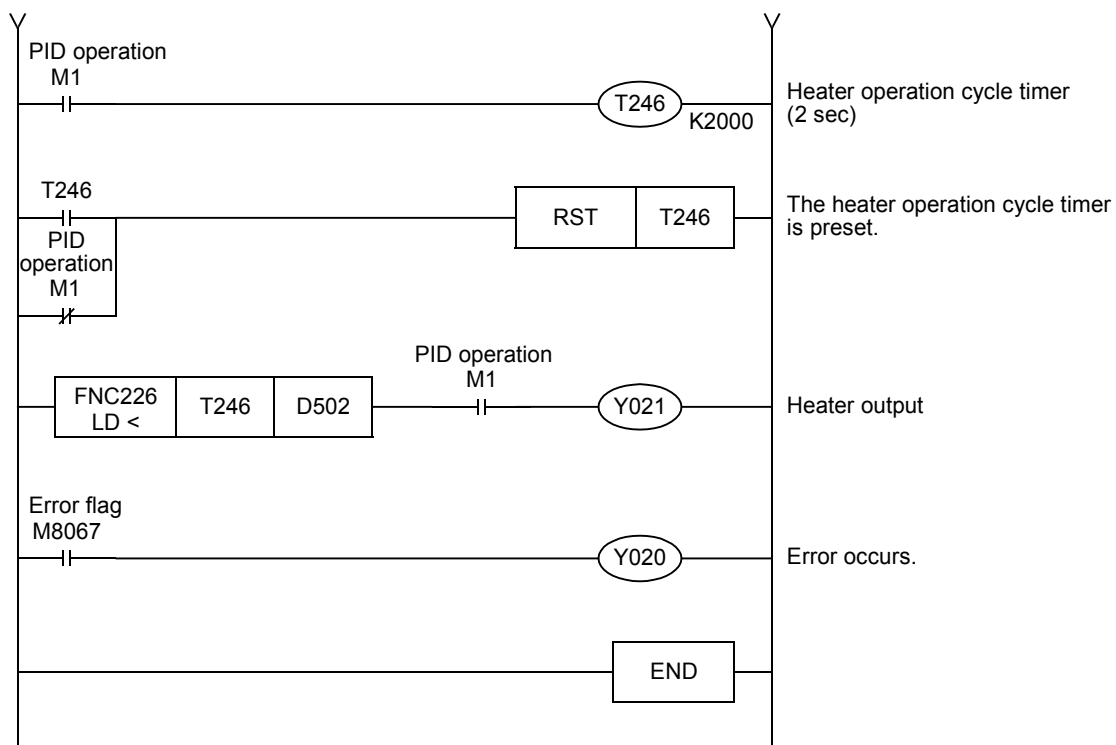 PID operation
M1
T246
K2000
Heater operation cycle timer
(2 sec)
T246
RST
T246
The heater operation cycle timer
is preset.
PID
operation
M1
PID operation
M1
FNC226
LD <
T246
D502
Y021
Heater output
Error flag
M8067
Y020
Error occurs.
END